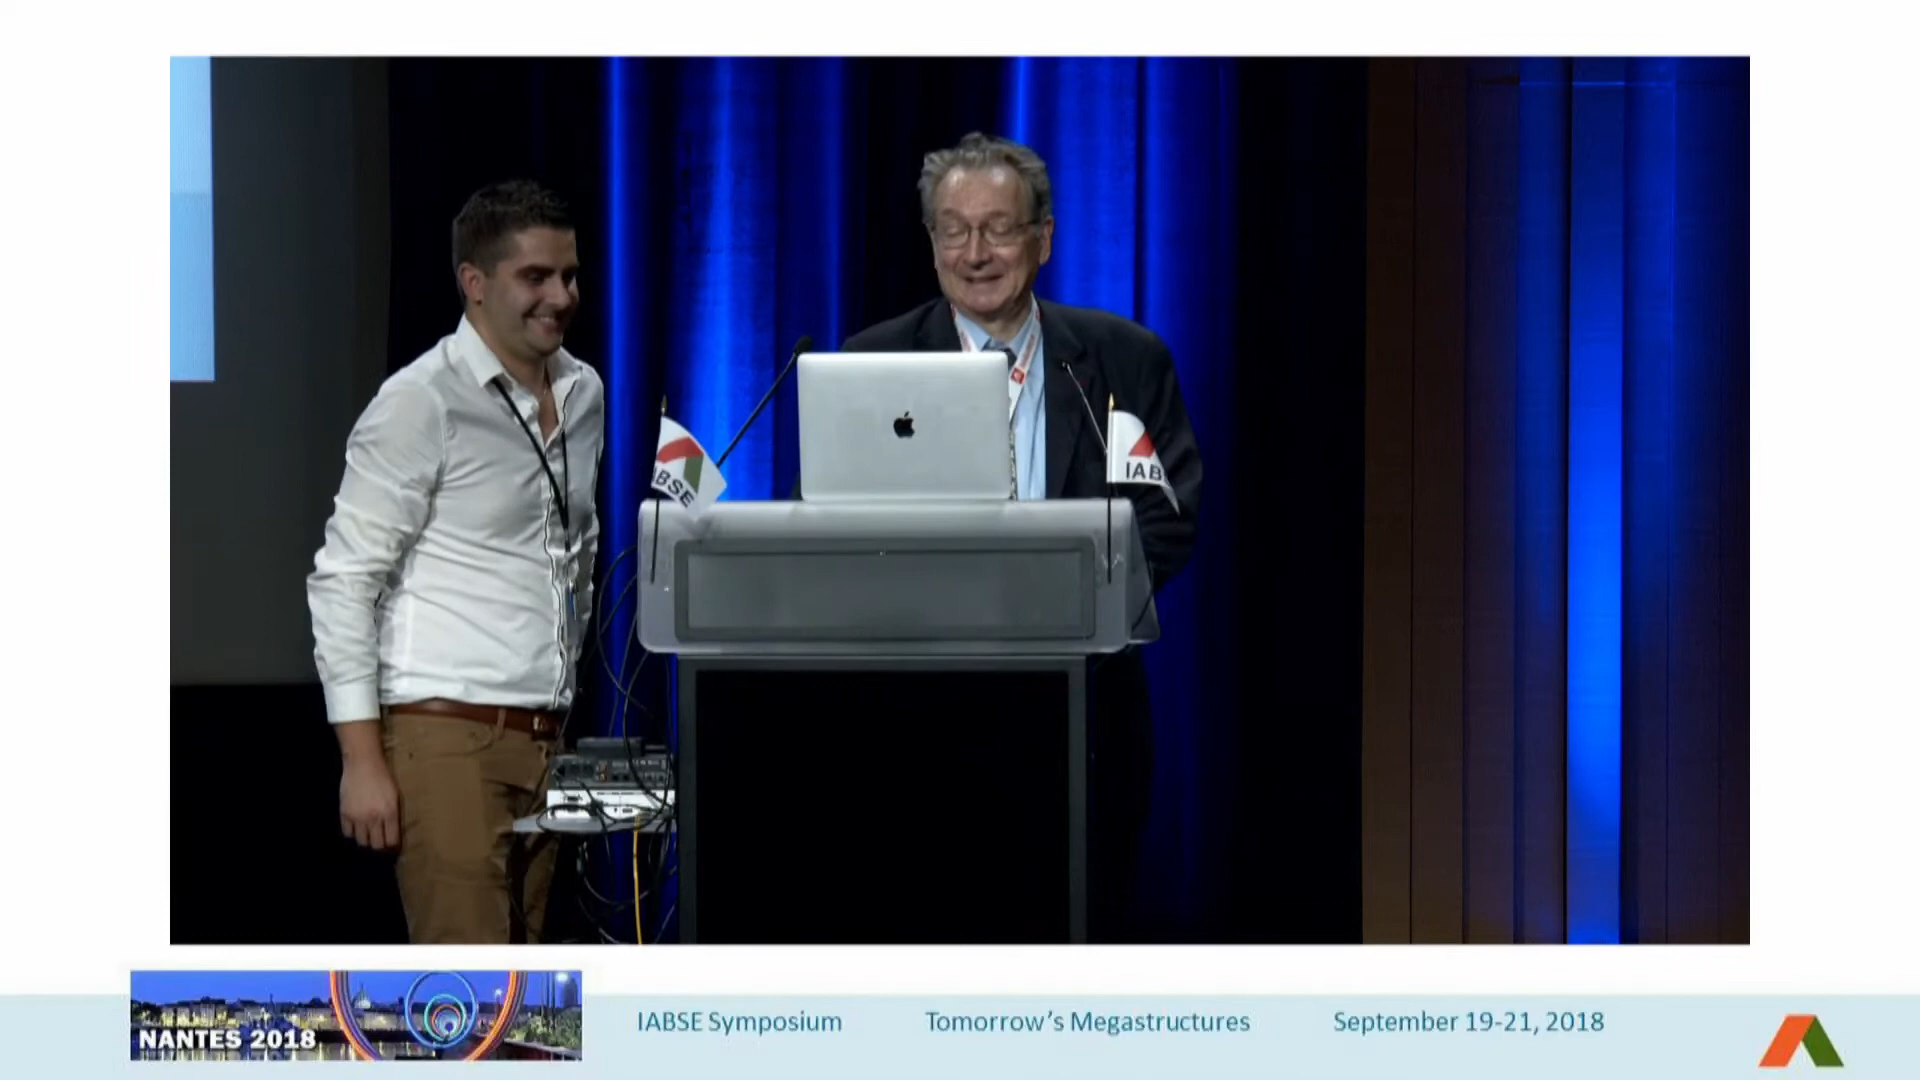 IABSE
IAB
NANTES 2018
IABSE Symposium
Tomorrow's Megastructures
September 19-21, 2018